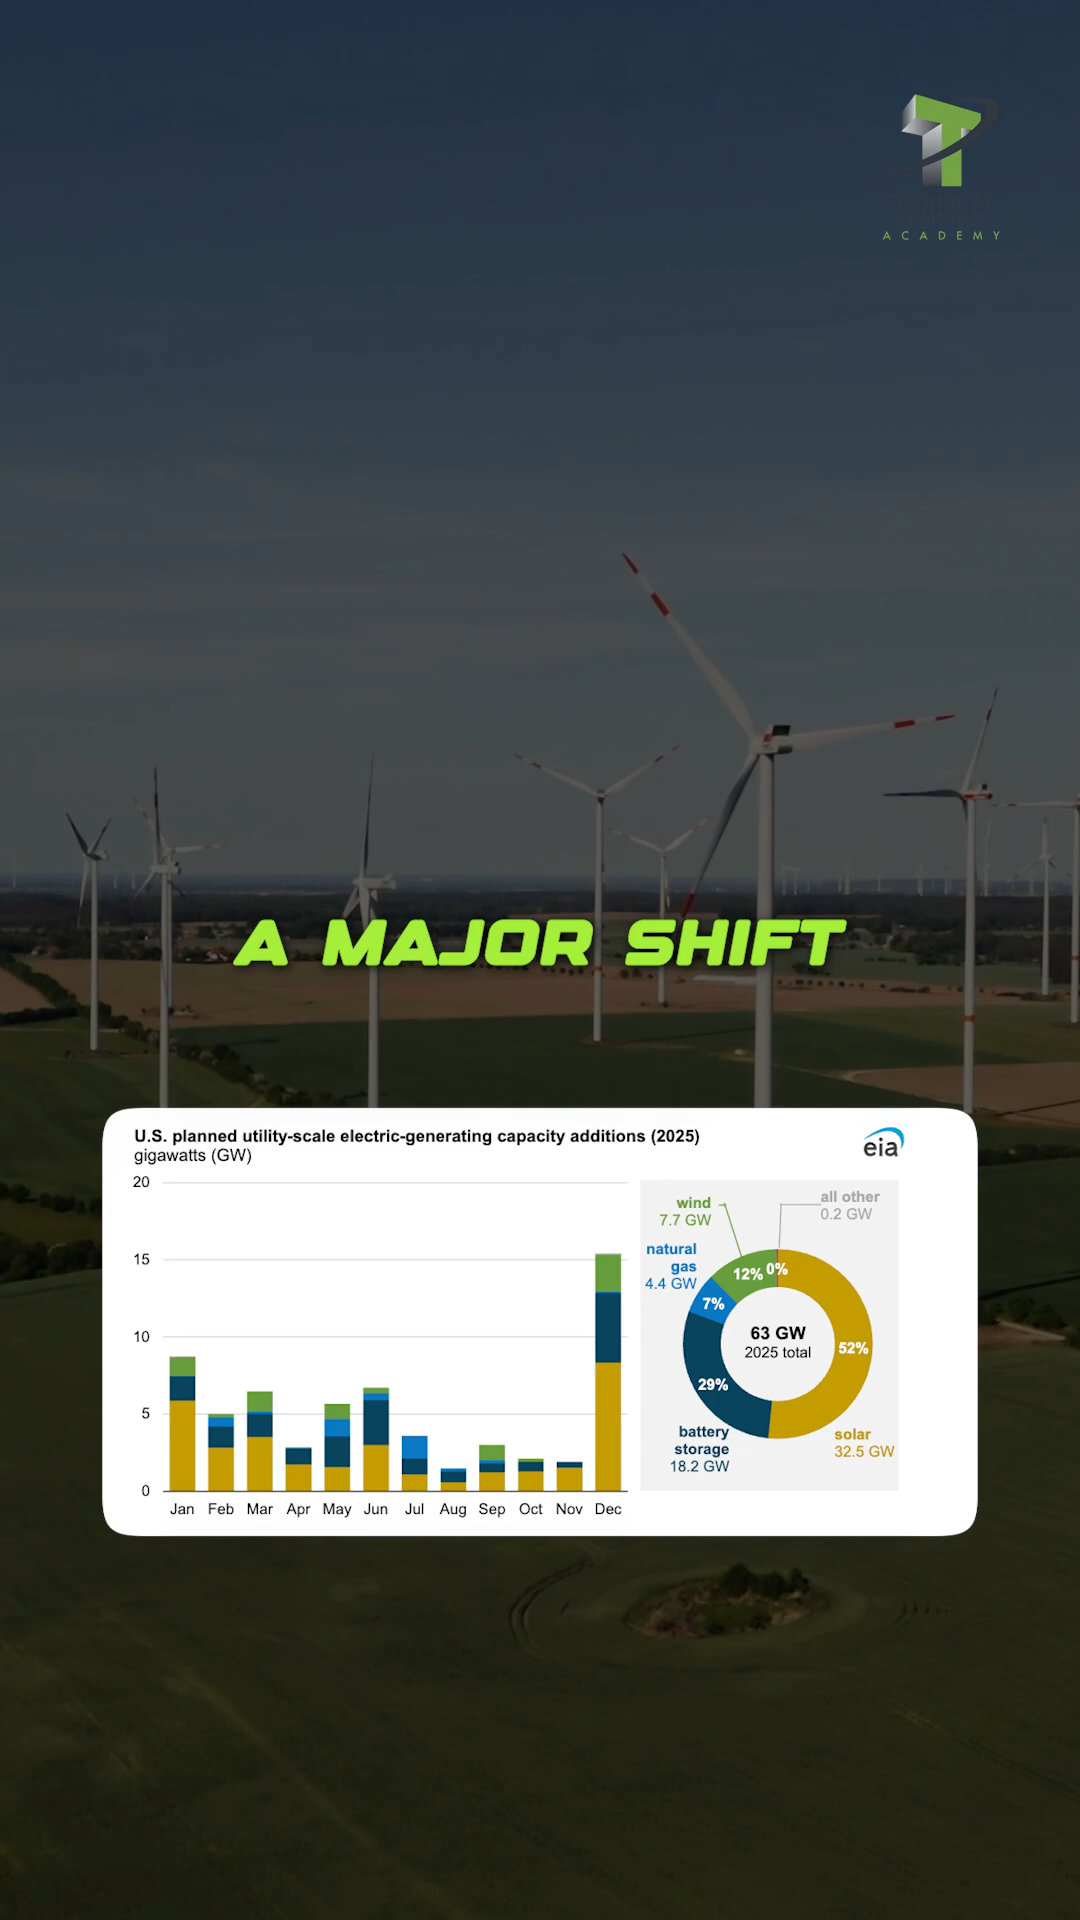 ACADEMY
A MAJOR SHIFT
U.S. planned utility-scale electric-generating capacity additions (2025)
gigawatts (GW)
eia
20
15
10
5
0
Jan Feb Mar Apr May Jun Jul Aug Sep Oct Nov Dec
wind
7.7 GW
all other
0.2 GW
natural
gas
4.4 GW
12% 0%
7%
52%
29%
63 GW
2025 total
battery
storage
18.2 GW
solar
32.5 GW